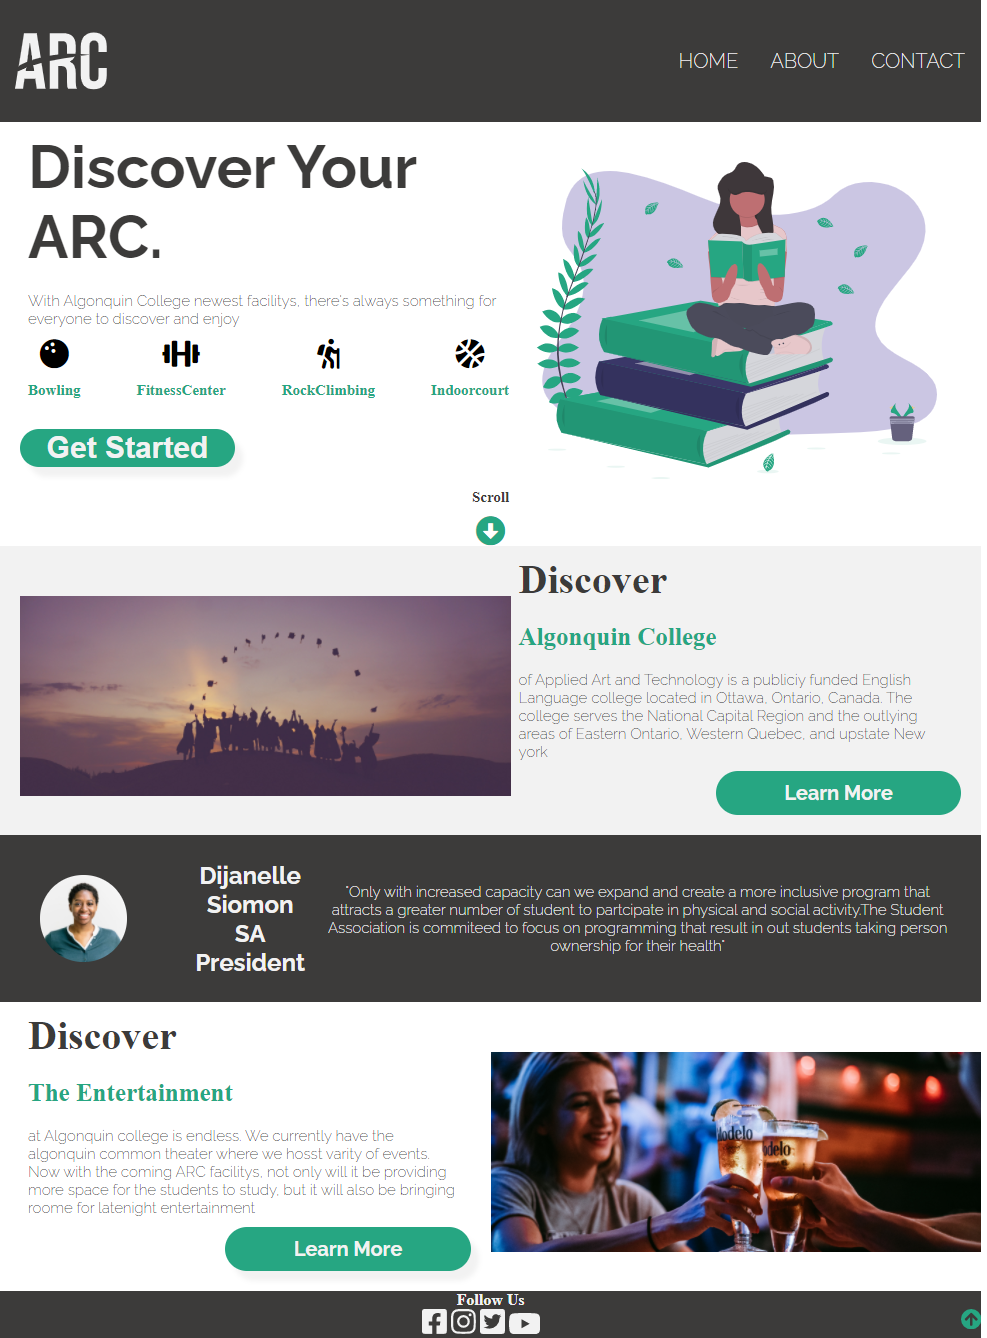 ARC
HOME ABOUT CONTACT
Discover Your
ARC.
With Algonquin College newest facilitys, there's always something for
everyone to discover and enjoy
Bowling FitnessCenter RockClimbing Indoorcourt
Get Started
Scroll
Discover
Algonquin College
of Applied Art and Technology is a publiciy funded English
Language college located in Ottawa, Ontario, Canada. The
college serves the National Capital Region and the outlying
areas of Eastern Ontario, Western Quebec, and upstate New
york
Learn More
Dijanelle
Siomon
SA
President
"Only with increased capacity can we expand and create a more inclusive program that
attracts a greater number of student to partcipate in physical and social activity.The Student
Association is commiteed to focus on programming that result in out students taking person
ownership for their health"
Discover
The Entertainment
at Algonquin college is endless. We currently have the
algonquin common theater where we hosst varity of events.
Now with the coming ARC facilitys, not only will it be providing
more space for the students to study, but it will also be bringing
roome for latenight entertainment
Learn More
Modelo
odelo
Follow Us